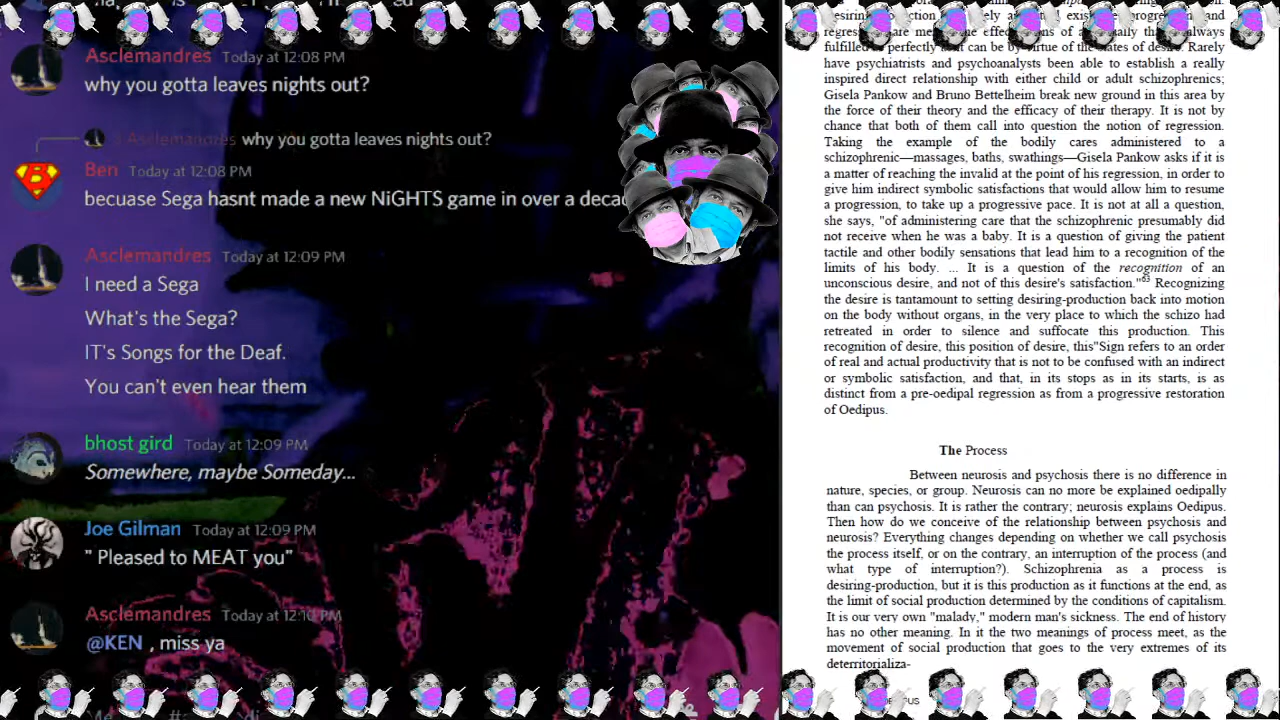 Asclemandres Today at 12:08 PM
why you gotta leaves nights out?
Asclemandres why you gotta leaves nights out?
Ben Today at 12:08 PM
becuase Sega hasnt made a new NiGHTS game in over a deca
Asclemandres Today at 12:09 PM
I need a Sega
What's the Sega?
IT's Songs for the Deaf.
You can't even hear them
bhost gird Today at 12:09 PM
Somewhere, maybe Someday...
Joe Gilman Today at 12:09 PM
" Pleased to MEAT you"
Asclemandres Today at 12:10 PM
@KEN , miss ya
fulfilled perfectly can be by virtue of the states of desire. Rarely
have psychiatrists and psychoanalysts been able to establish a really
inspired direct relationship with either child or adult schizophrenics;
Gisela Pankow and Bruno Bettelheim break new ground in this area by
the force of their theory and the efficacy of their therapy. It is not by
chance that both of them call into question the notion of regression.
Taking the example of the bodily cares administered to a
schizophrenic—massages, baths, swathings—Gisela Pankow asks if it is
a matter of reaching the invalid at the point of his regression, in order to
give him indirect symbolic satisfactions that would allow him to resume
a progression, to take up a progressive pace. It is not at all a question,
she says, "of administering care that the schizophrenic presumably did
not receive when he was a baby. It is a question of giving the patient
tactile and other bodily sensations that lead him to a recognition of the
limits of his body. ... It is a question of the recognition of an
unconscious desire, and not of this desire's satisfaction."63 Recognizing
the desire is tantamount to setting desiring-production back into motion
on the body without organs, in the very place to which the schizo had
retreated in order to silence and suffocate this production. This
recognition of desire, this position of desire, this"Sign refers to an order
of real and actual productivity that is not to be confused with an indirect
or symbolic satisfaction, and that, in its stops as in its starts, is as
distinct from a pre-oedipal regression as from a progressive restoration
of Oedipus.
The Process
Between neurosis and psychosis there is no difference in
nature, species, or group. Neurosis can no more be explained oedipally
than can psychosis. It is rather the contrary; neurosis explains Oedipus.
Then how do we conceive of the relationship between psychosis and
neurosis? Everything changes depending on whether we call psychosis
the process itself, or on the contrary, an interruption of the process (and
what type of interruption?). Schizophrenia as a process is
desiring-production, but it is this production as it functions at the end, as
the limit of social production determined by the conditions of capitalism.
It is our very own "malady," modern man's sickness. The end of history
has no other meaning. In it the two meanings of process meet, as the
movement of social production that goes to the very extremes of its
deterritorializa-